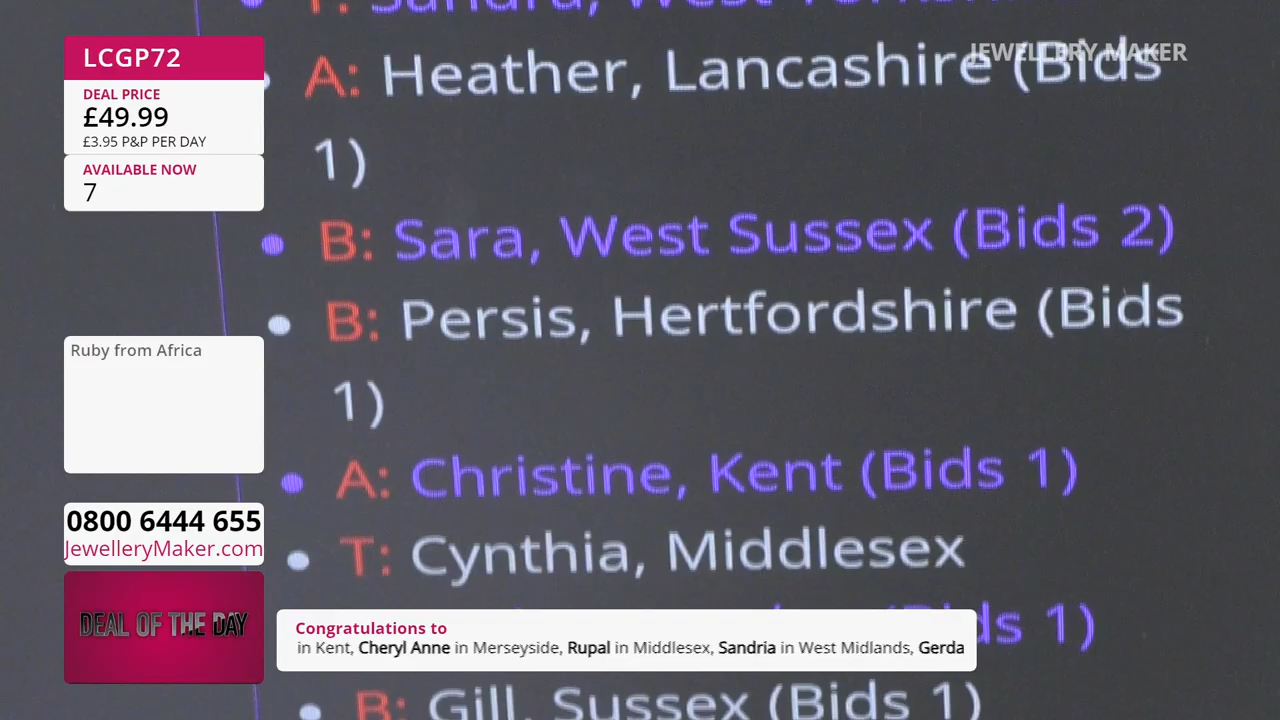 LCGP72
DEAL PRICE
£49.99
£3.95 P&P PER DAY
AVAILABLE NOW
7
Ruby from Africa
0800 6444 655
JewelleryMaker.com
DEAL OF THE DAY
JEWELLERY MAKER
T: Sandra, West
A: Heather, Lancashire (Bids
1)
B: Sara, West Sussex (Bids 2)
B: Persis, Hertfordshire (Bids
1)
A: Christine, Kent (Bids 1)
T: Cynthia, Middlesex
1)
B: Gill, Sussex (Bids 1)
Congratulations to
in Kent, Cheryl Anne in Merseyside, Rupal in Middlesex, Sandria in West Midlands, Gerda